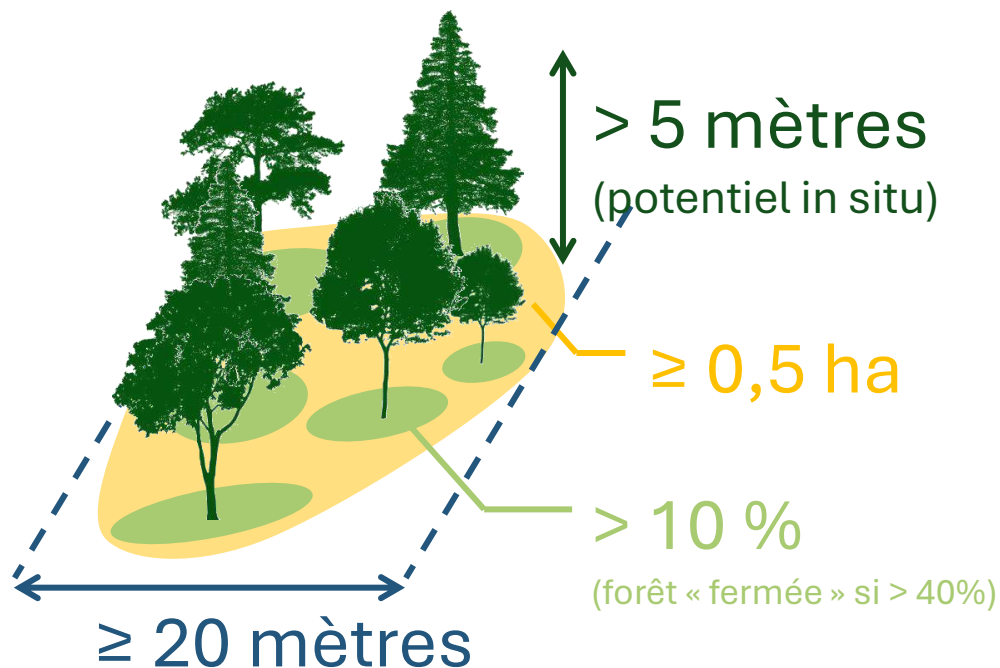 > 5 mètres
(potentiel in situ)
≥ 0,5 ha
> 10 %
(forêt « fermée » si > 40%)
≥ 20 mètres